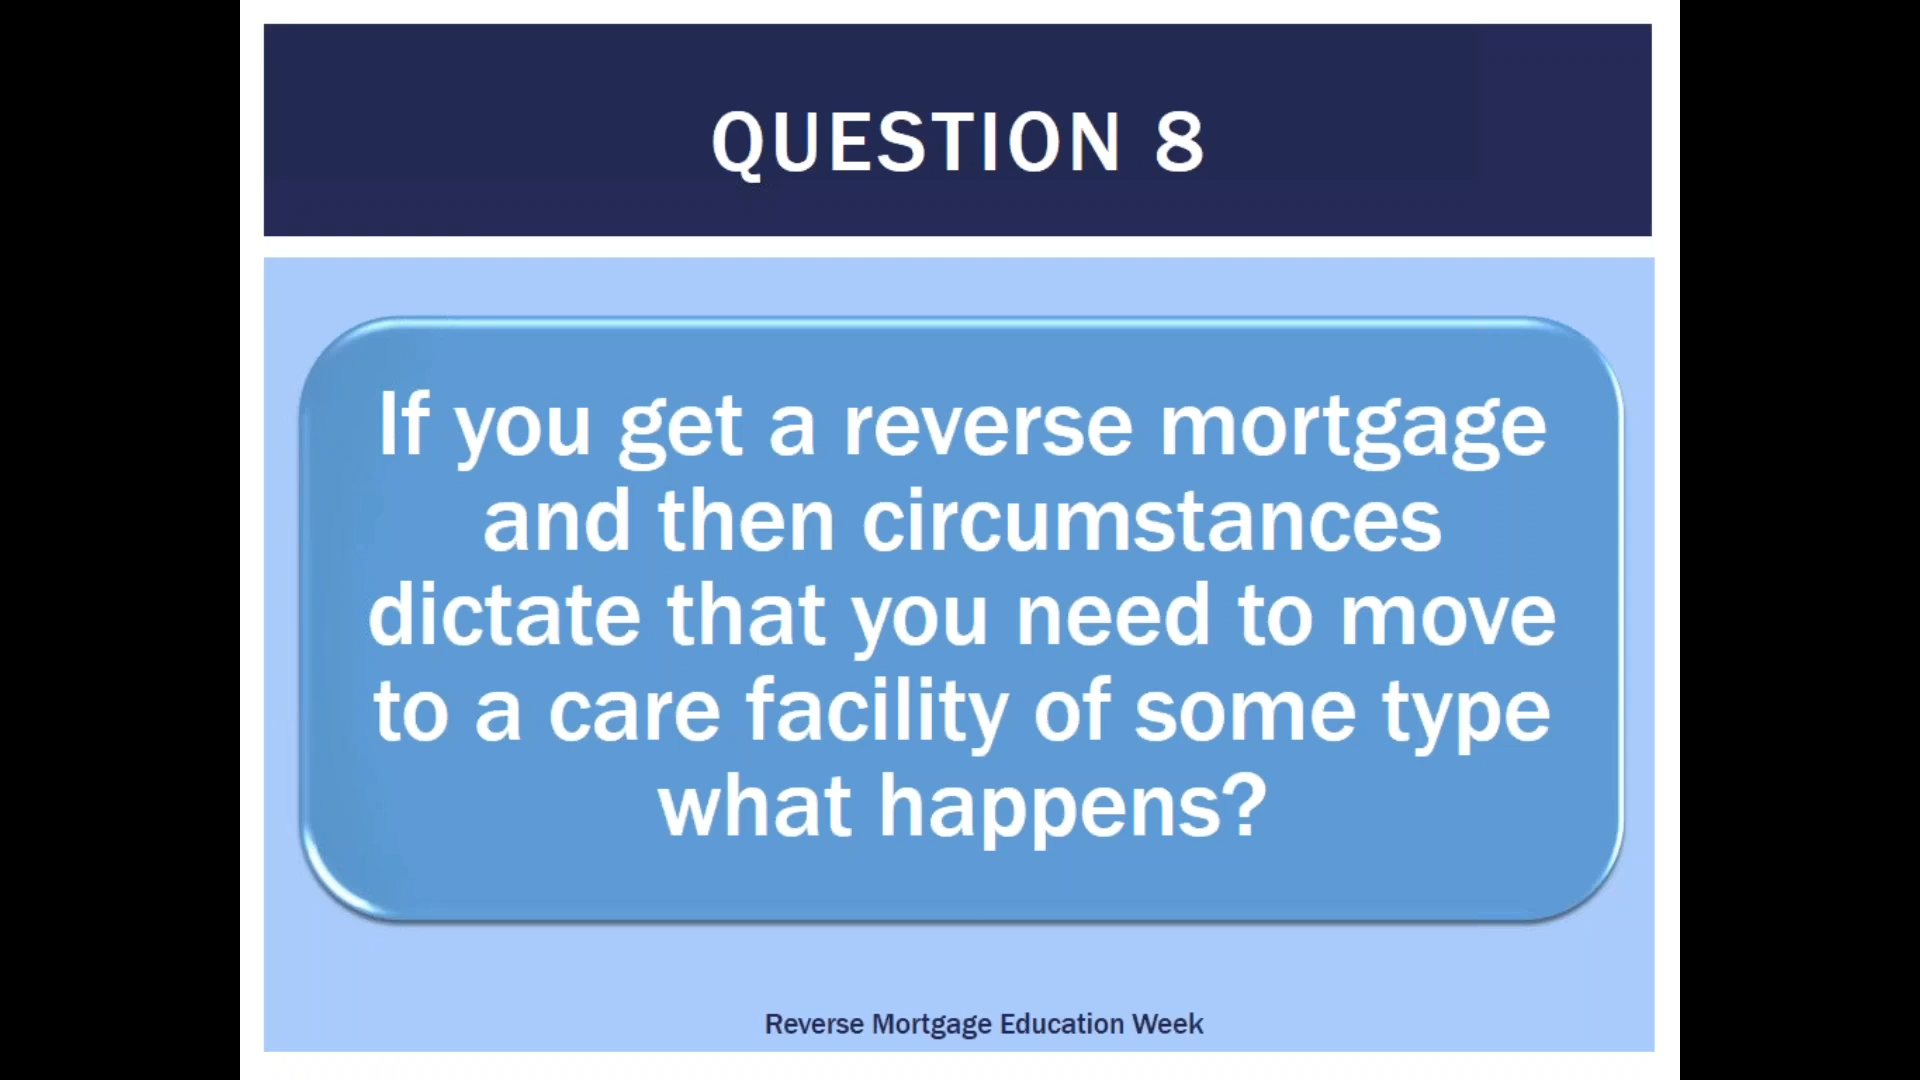 QUESTION 8
If you get a reverse mortgage
and then circumstances
dictate that you need to move
to a care facility of some type
what happens?
Reverse Mortgage Education Week